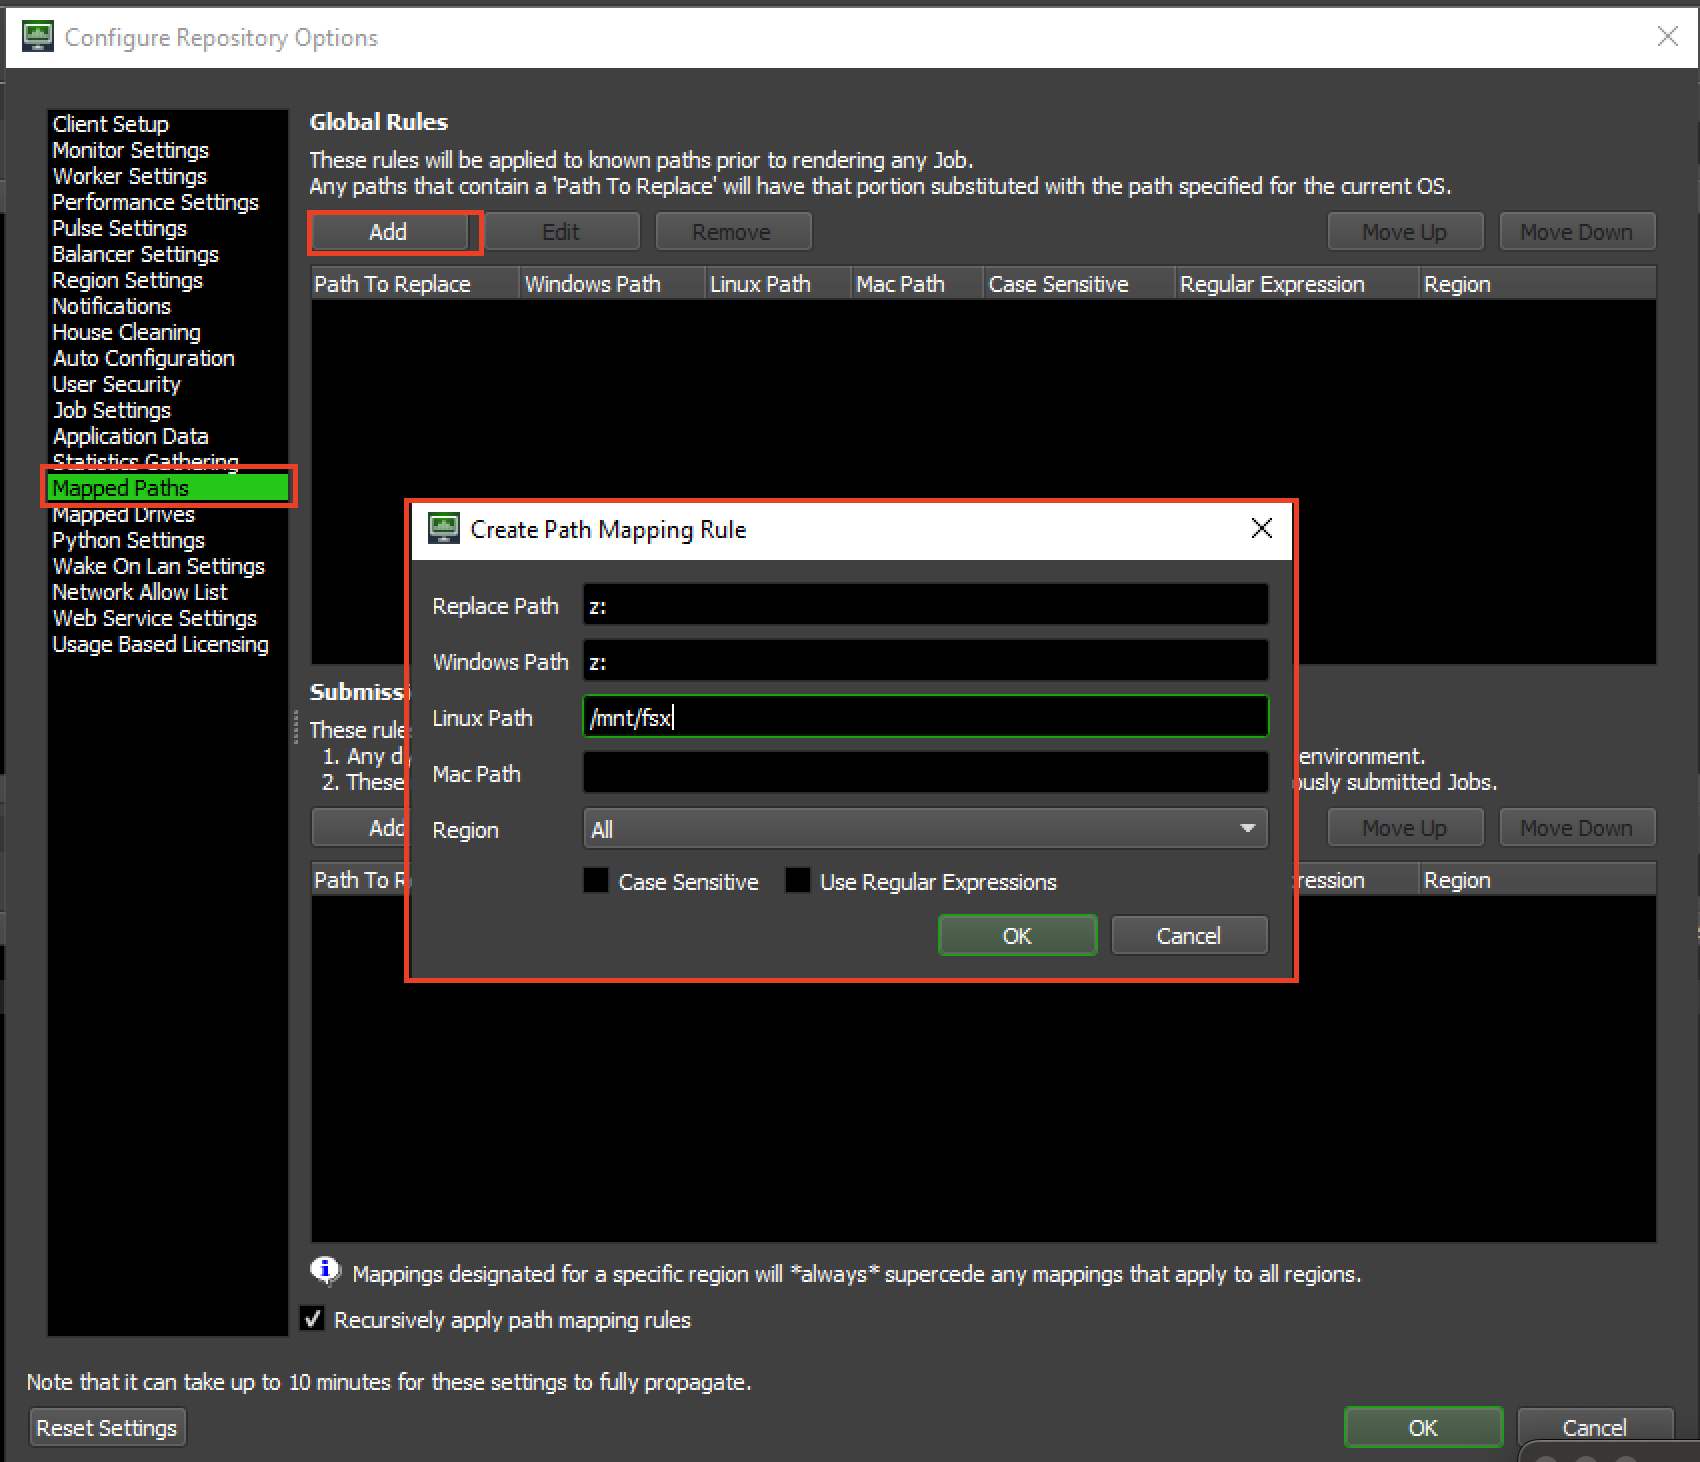 Configure Repository Options
Client Setup
Monitor Settings
Worker Settings
Performance Settings
Pulse Settings
Balancer Settings
Region Settings
Notifications
House Cleaning
Auto Configuration
User Security
Job Settings
Application Data
Statistics Gathering
Mapped Paths
Mapped Drives
Python Settings
Wake On Lan Settings
Network Allow List
Web Service Settings
Usage Based Licensing
Global Rules
These rules will be applied to known paths prior to rendering any Job.
Any paths that contain a 'Path To Replace' will have that portion substituted with the path specified for the current OS.
Add Edit Remove Move Up Move Down
Path To Replace Windows Path Linux Path Mac Path Case Sensitive Regular Expression Region
Create Path Mapping Rule
Replace Path z:
Windows Path z:
Linux Path /mnt/fsx
Mac Path
Region All
Case Sensitive Use Regular Expressions
OK Cancel
Submissi
These rule
1. Any d environment.
2. These ously submitted Jobs.
Add Move Up Move Down
Path To R ression Region
Mappings designated for a specific region will *always* supercede any mappings that apply to all regions.
Recursively apply path mapping rules
Note that it can take up to 10 minutes for these settings to fully propagate.
Reset Settings OK Cancel